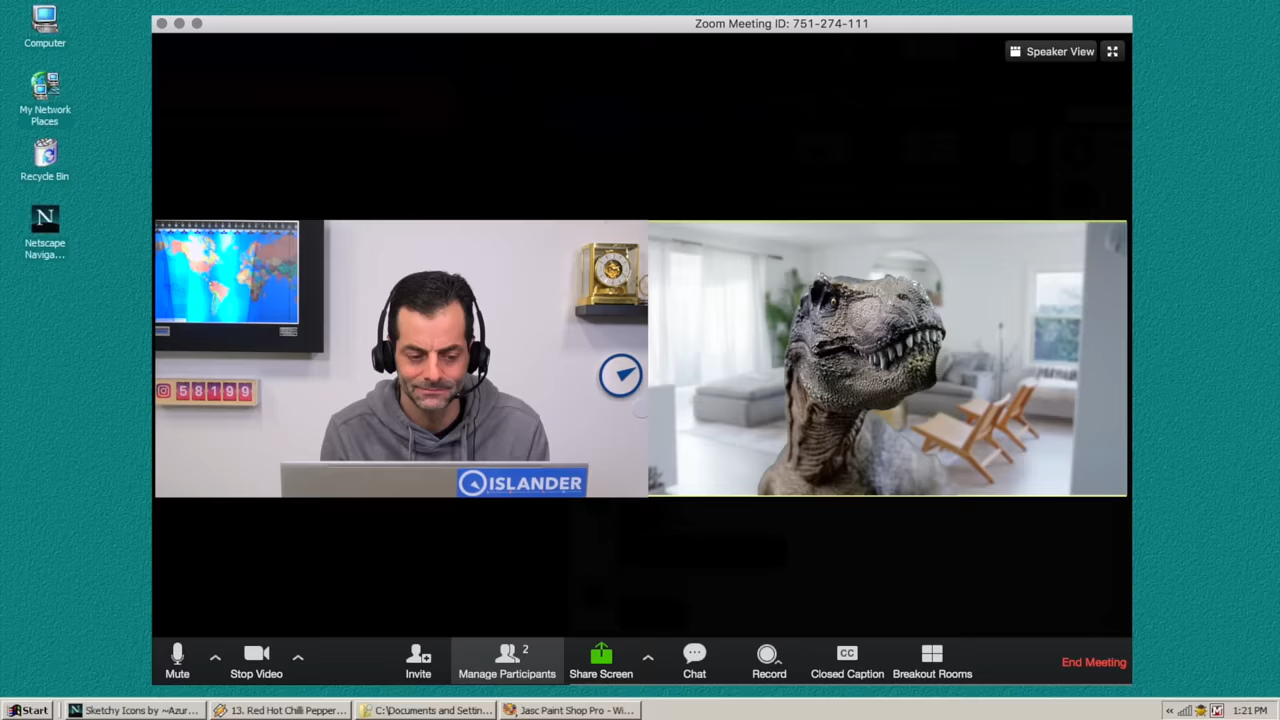 Computer
My Network
Places
Recycle Bin
N
Netscape
Naviga...
Zoom Meeting ID: 751-274-111
Speaker View
58199
ISLANDER
Mute
Stop Video
Invite
2
Manage Participants
Share Screen
Chat
Record
CC
Closed Caption
Breakout Rooms
End Meeting
Start
N
Sketchy Icons by ~Azur...
13. Red Hot Chilli Pepper...
C:\Documents and Settin...
Jasc Paint Shop Pro - Wi...
«
1:21 PM